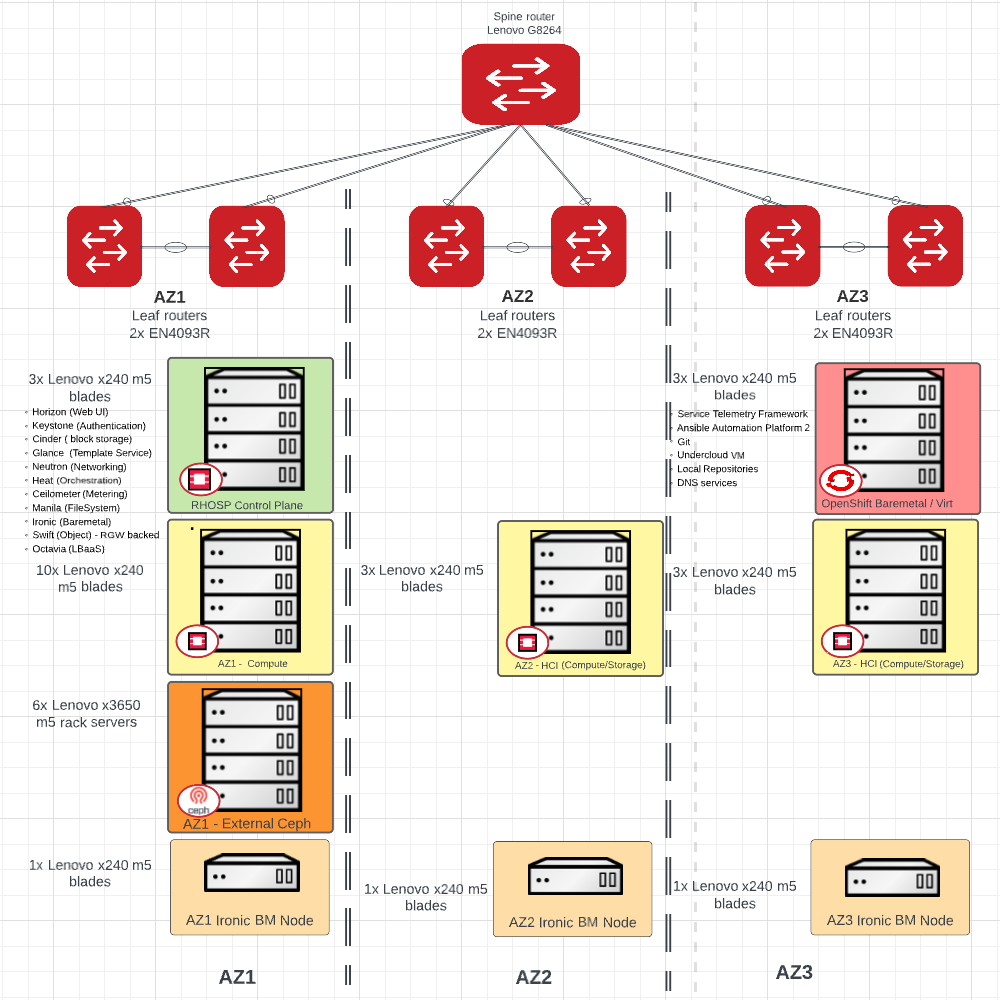 Spine router
Lenovo G8264
AZ1
Leaf routers
2x EN4093R
AZ2
Leaf routers
2x EN4093R
AZ3
Leaf routers
2x EN4093R
3x Lenovo x240 m5
blades
◦ Horizon (Web UI)
◦ Keystone (Authentication)
◦ Cinder ( block storage)
◦ Glance (Template Service)
◦ Neutron (Networking)
◦ Heat (Orchestration)
◦ Ceilometer (Metering)
◦ Manila (FileSystem)
◦ Ironic (Baremetal)
◦ Swift (Object) - RGW backed
◦ Octavia (LBaaS)
RHOSP Control Plane
3x Lenovo x240 m5
blades
◦ Service Telemetry Framework
◦ Ansible Automation Platform 2
◦ Git
◦ Undercloud VM
◦ Local Repositories
◦ DNS services
OpenShift Baremetal / Virt
10x Lenovo x240
m5 blades
AZ1 - Compute
3x Lenovo x240 m5
blades
AZ2 - HCI (Compute/Storage)
3x Lenovo x240 m5
blades
AZ3 - HCI (Compute/Storage)
6x Lenovo x3650
m5 rack servers
ceph
AZ1 - External Ceph
1x Lenovo x240 m5
blades
AZ1 Ironic BM Node
1x Lenovo x240 m5
blades
AZ2 Ironic BM Node
1x Lenovo x240 m5
blades
AZ3 Ironic BM Node
AZ1
AZ2
AZ3